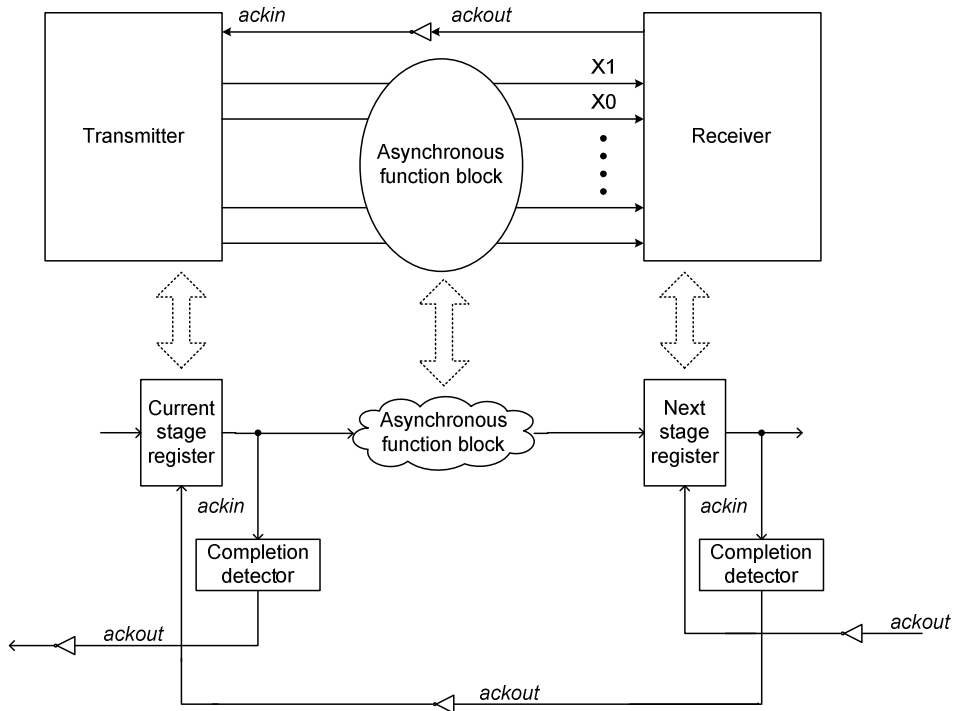 ackin
ackout
X1
X0
Transmitter
Asynchronous
function block
Receiver
Current
stage
register
Asynchronous
function block
Next
stage
register
ackin
ackin
Completion
detector
Completion
detector
ackout
ackout
ackout